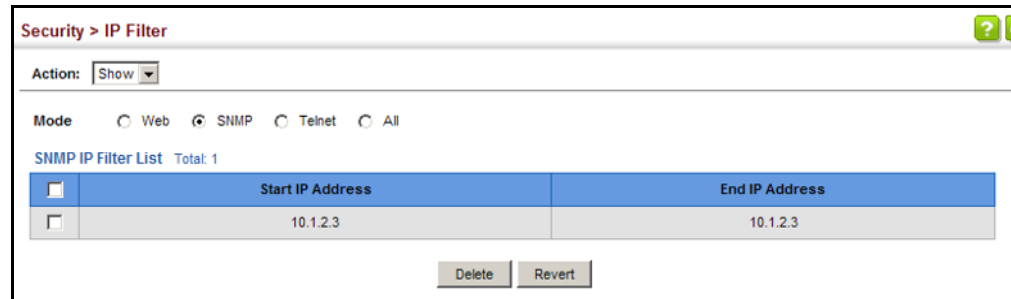 Security > IP Filter
?
Action: Show
Mode Web SNMP Telnet All
SNMP IP Filter List Total: 1
Start IP Address End IP Address
10.1.2.3 10.1.2.3
Delete Revert